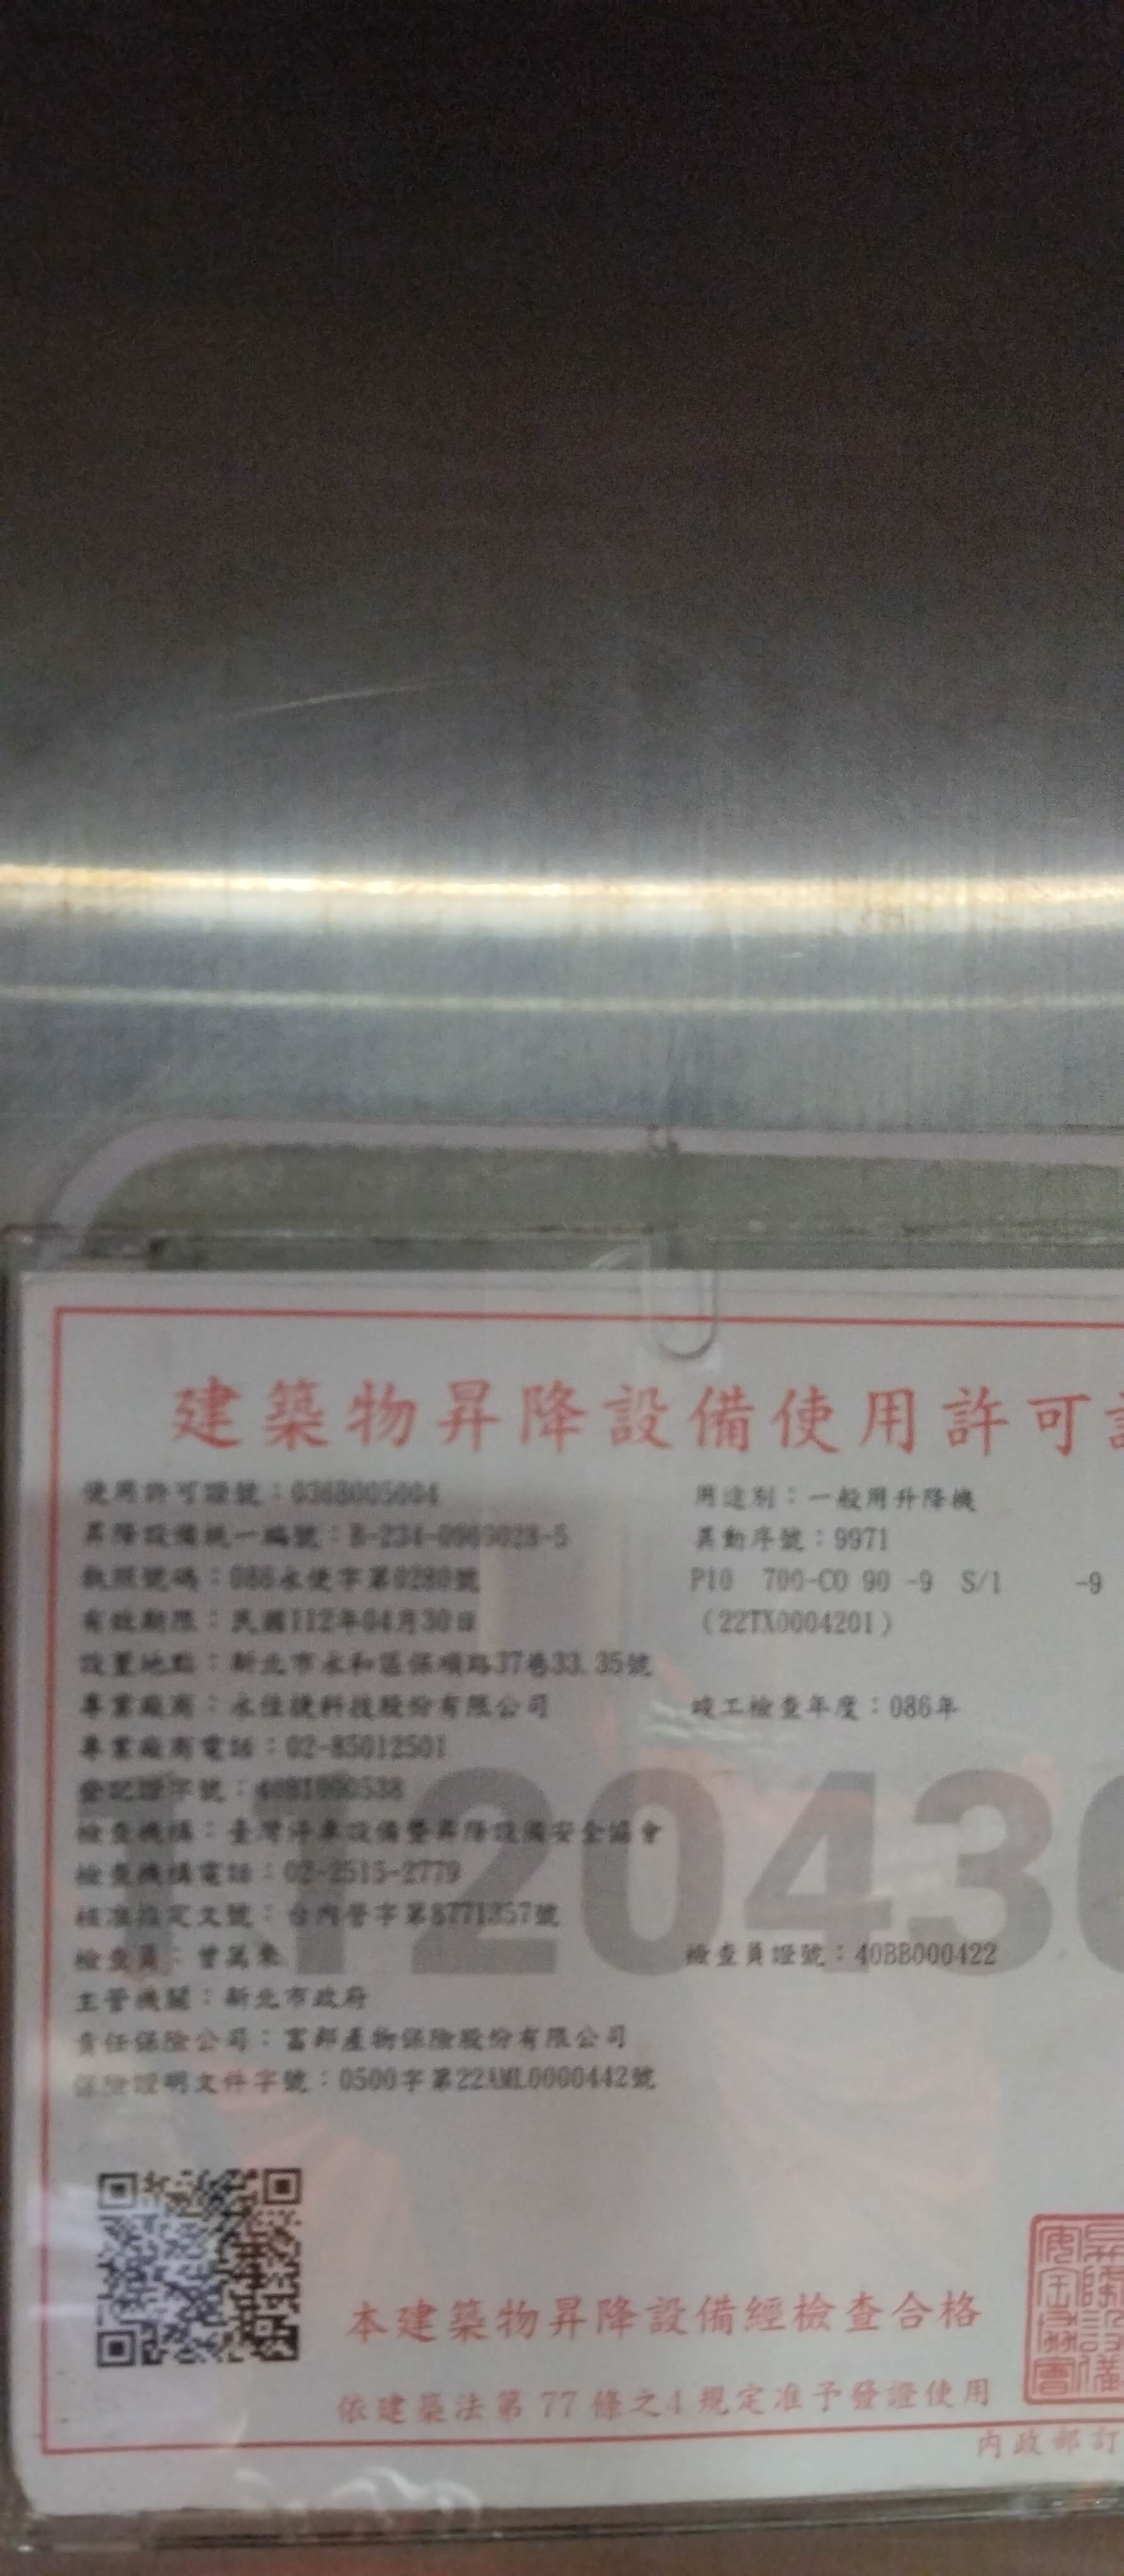 建築物昇降設備使用許可
使用許可證號：036B005004
用途別：一般用升降機
昇降設備統一編號：
異動序號：9971
執照號碼：086永使字第0280號
P10 700-CO 90 -9 S/1 -9
有效期限：民國112年04月30日
(22TX0004201)
設置地點：新北市永和區保順路37巷33.35號
專業廠商：永佳捷科技股份有限公司
竣工檢查年度：086年
專業廠商電話：02-85012501
登記證字號：
檢查機構：臺灣停車設備暨昇降設備安全協會
檢查機構電話：02-2515-2779
核准指定文號：台內營字第8771357號
檢查員：曾萬來
檢查員證號：40BB000422
主管機關：新北市政府
責任保險公司：富邦產物保險股份有限公司
保險證明文件字號：0500字第22AML0000442號
72043
本建築物昇降設備經檢查合格
依建築法第77條之4規定准予發證使用
內政部訂